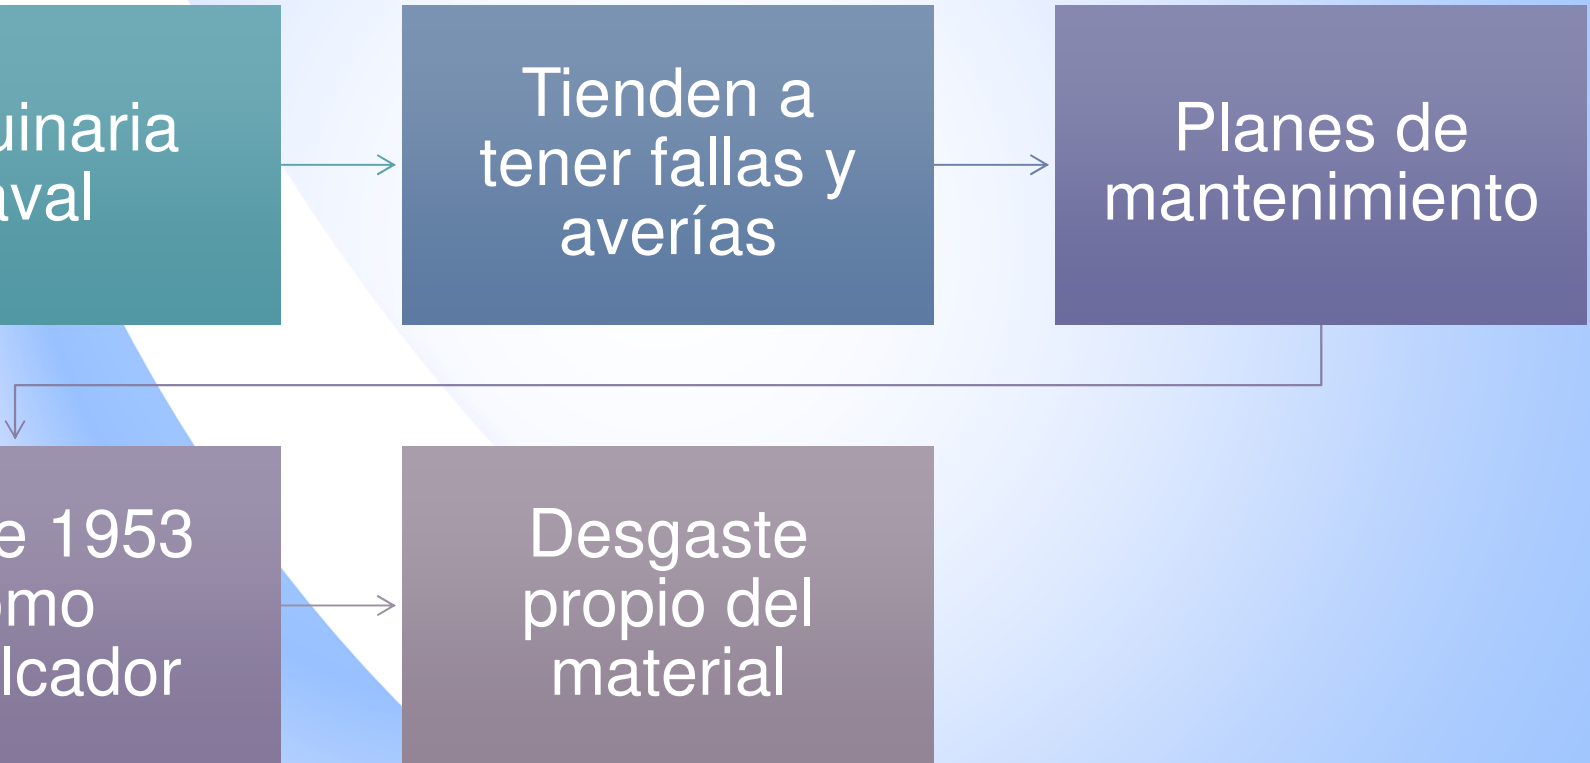 uinaria
aval
Tienden a
tener fallas y
averías
Planes de
mantenimiento
e 1953
omo
lcador
Desgaste
propio del
material